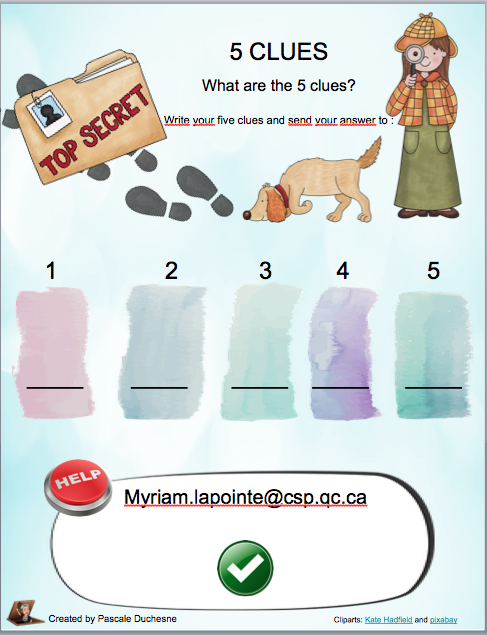 5 CLUES
What are the 5 clues?
TOP SECRET
Write your five clues and send your answer to :
1 2 3 4 5
HELP
Myriam.lapointe@csp.qc.ca
Created by Pascale Duchesne
Cliparts: Kate Hadfield et pixabay